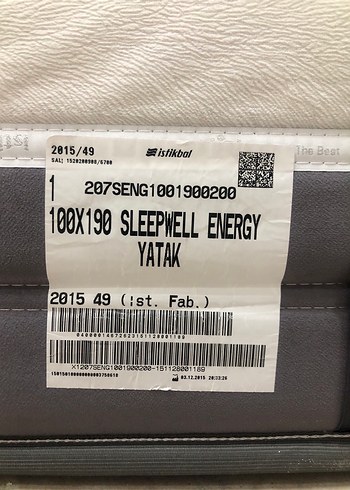 2015/49
istikbal
SAL; 1520200900/6700
The Best
1 207SENG1001900200
100X190 SLEEPWELL ENERGY
YATAK
2015 49 (İst. Fab.)
X1207SENG1001900200-151128001189
03.12.2015 20:33:26